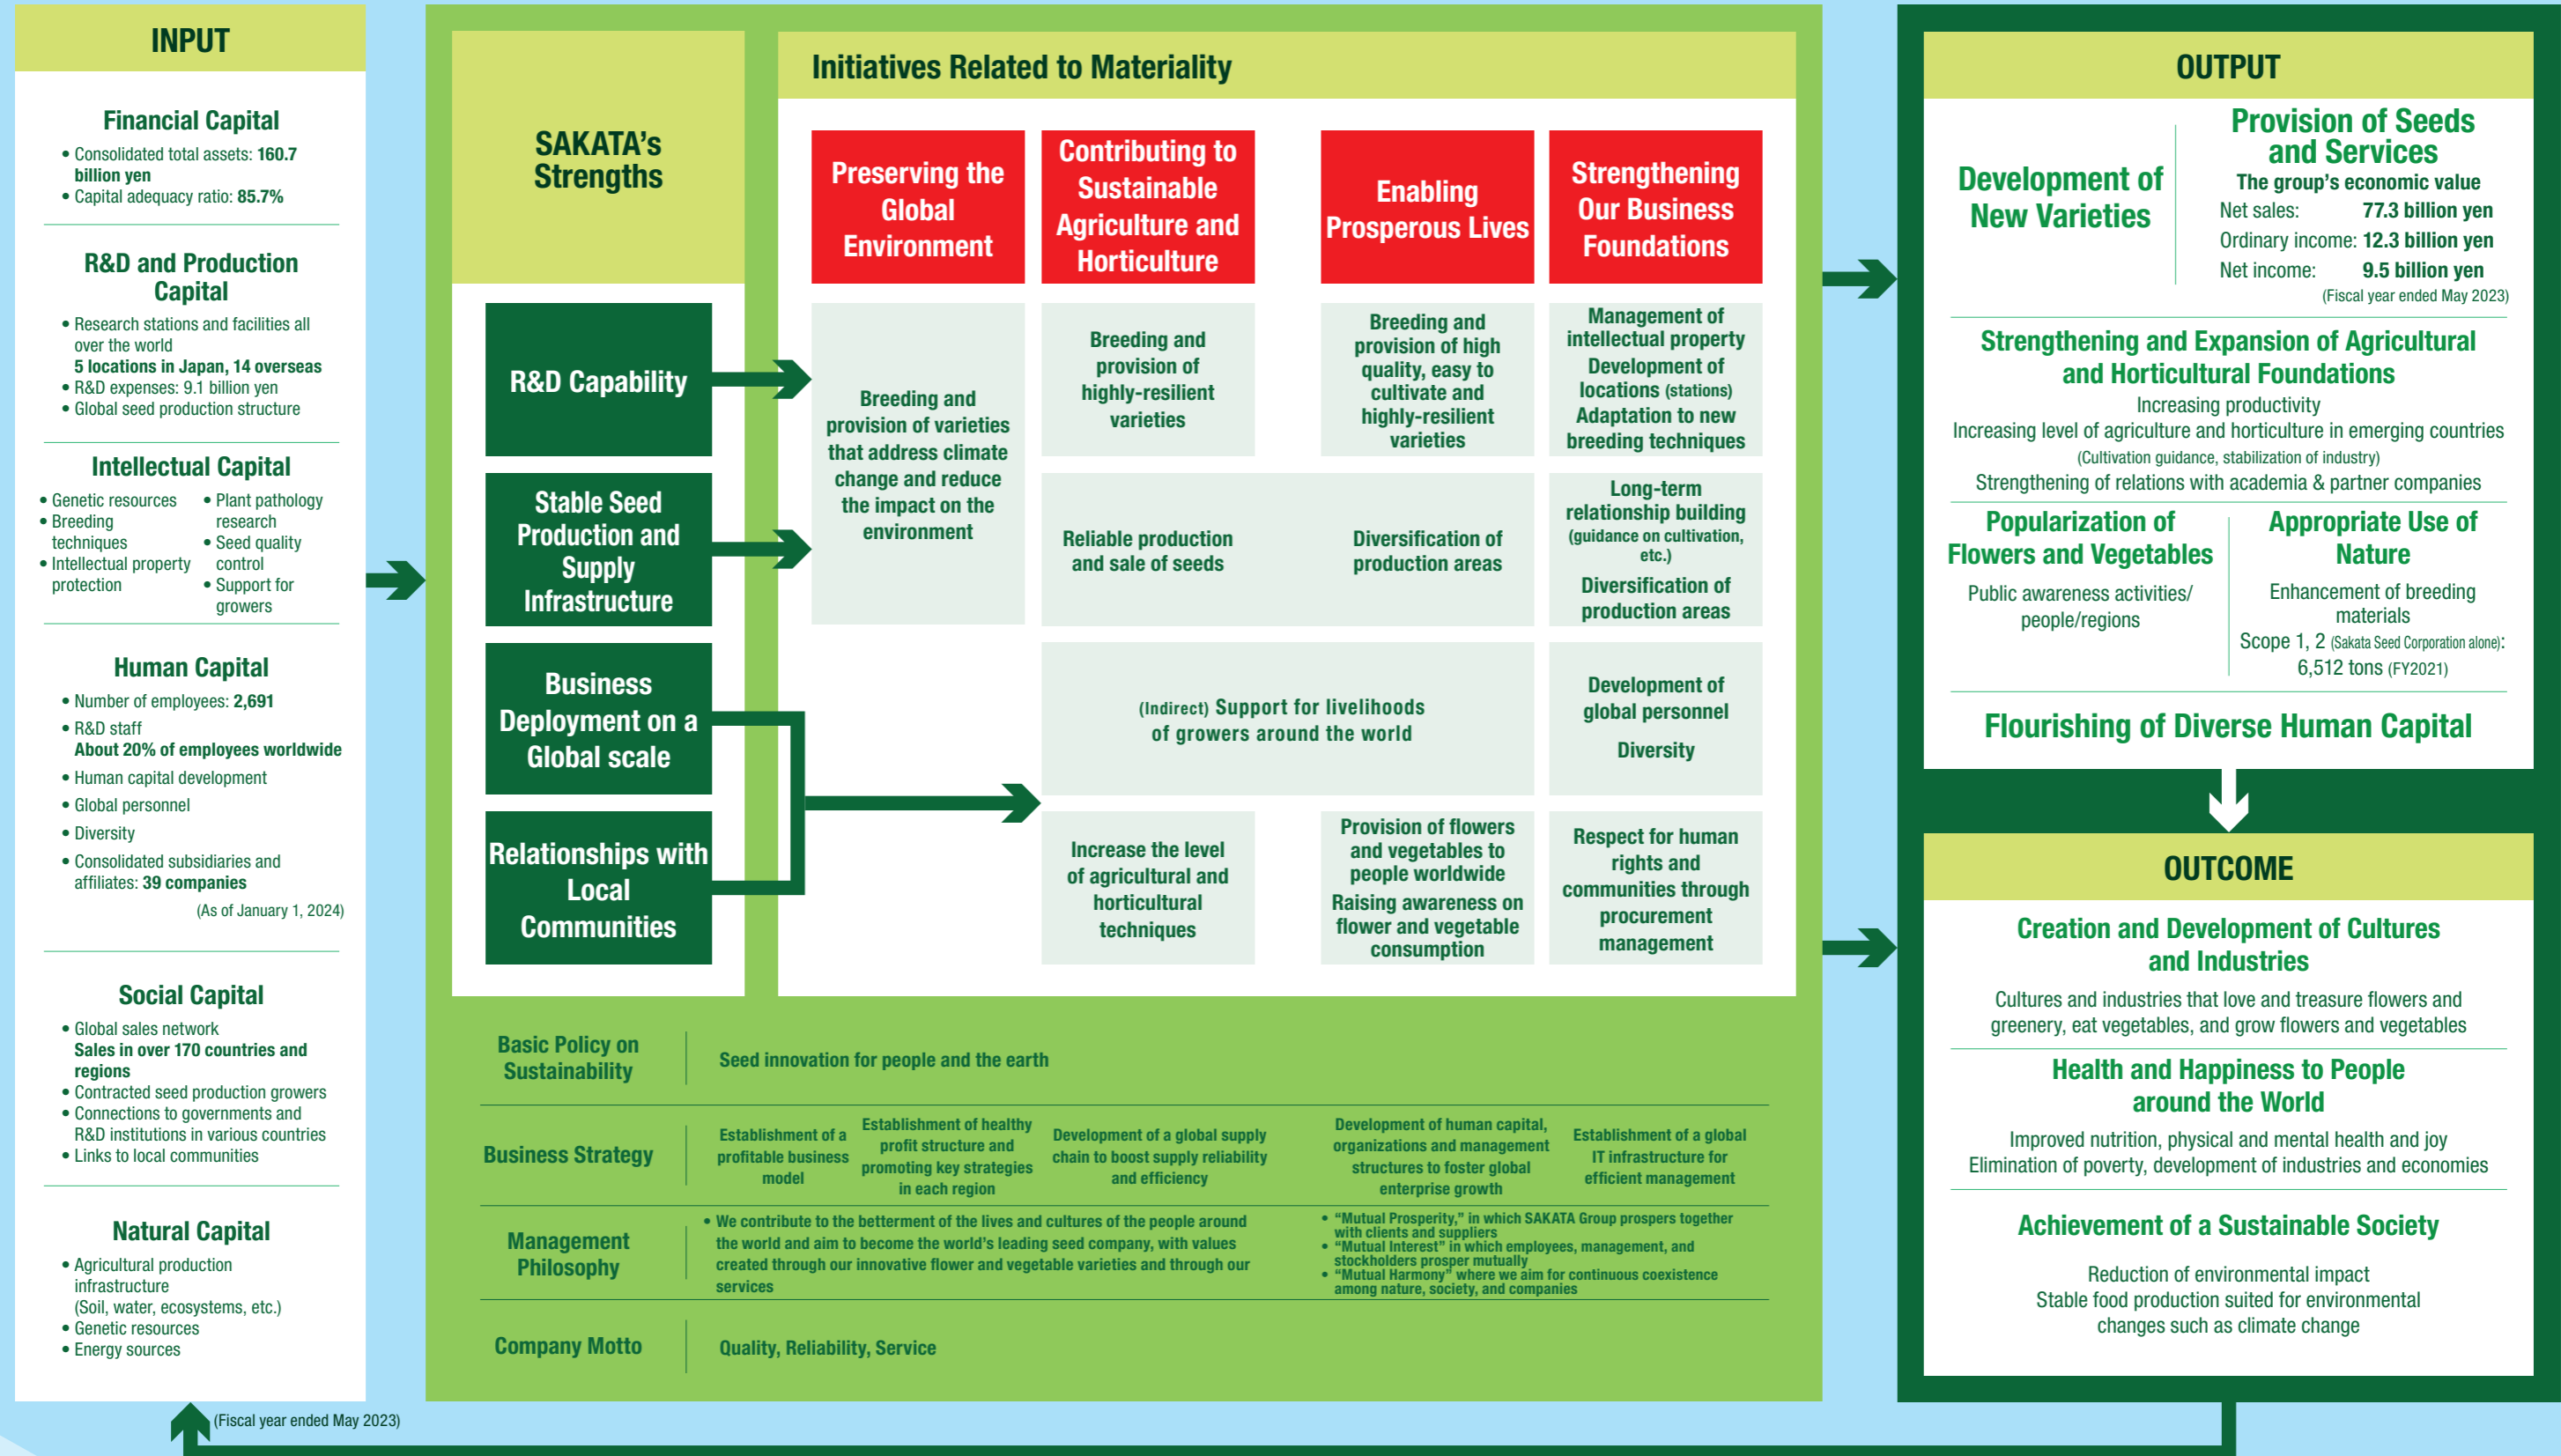 INPUT
Financial Capital
• Consolidated total assets: 160.7
billion yen
• Capital adequacy ratio: 85.7%
R&D and Production
Capital
• Research stations and facilities all
over the world
5 locations in Japan, 14 overseas
• R&D expenses: 9.1 billion yen
• Global seed production structure
Intellectual Capital
• Genetic resources
• Breeding
techniques
• Intellectual property
protection
• Plant pathology
research
• Seed quality
control
• Support for
growers
Human Capital
• Number of employees: 2,691
• R&D staff
About 20% of employees worldwide
• Human capital development
• Global personnel
• Diversity
• Consolidated subsidiaries and
affiliates: 39 companies
(As of January 1, 2024)
Social Capital
• Global sales network
Sales in over 170 countries and
regions
• Contracted seed production growers
• Connections to governments and
R&D institutions in various countries
• Links to local communities
Natural Capital
• Agricultural production
infrastructure
(Soil, water, ecosystems, etc.)
• Genetic resources
• Energy sources
(Fiscal year ended May 2023)
SAKATA's
Strengths
R&D Capability
Stable Seed
Production and
Supply
Infrastructure
Business
Deployment on a
Global scale
Relationships with
Local
Communities
Initiatives Related to Materiality
Preserving the
Global
Environment
Contributing to
Sustainable
Agriculture and
Horticulture
Enabling
Prosperous Lives
Strengthening
Our Business
Foundations
Breeding and
provision of varieties
that address climate
change and reduce
the impact on the
environment
Breeding and
provision of
highly-resilient
varieties
Breeding and
provision of high
quality, easy to
cultivate and
highly-resilient
varieties
Management of
intellectual property
Development of
locations (stations)
Adaptation to new
breeding techniques
Reliable production
and sale of seeds
Diversification of
production areas
Long-term
relationship building
(guidance on cultivation,
etc.)
Diversification of
production areas
(Indirect) Support for livelihoods
of growers around the world
Development of
global personnel
Diversity
Increase the level
of agricultural and
horticultural
techniques
Provision of flowers
and vegetables to
people worldwide
Raising awareness on
flower and vegetable
consumption
Respect for human
rights and
communities through
procurement
management
Basic Policy on
Sustainability
Seed innovation for people and the earth
Business Strategy
Establishment of a
profitable business
model
Establishment of healthy
profit structure and
promoting key strategies
in each region
Development of a global supply
chain to boost supply reliability
and efficiency
Development of human capital,
organizations and management
structures to foster global
enterprise growth
Establishment of a global
IT infrastructure for
efficient management
Management
Philosophy
• We contribute to the betterment of the lives and cultures of the people around
the world and aim to become the world's leading seed company, with values
created through our innovative flower and vegetable varieties and through our
services
• "Mutual Prosperity," in which SAKATA Group prospers together
with clients and suppliers
• "Mutual Interest" in which employees, management, and
stockholders prosper mutually
• "Mutual Harmony" where we aim for continuous coexistence
among nature, society, and companies
Company Motto
Quality, Reliability, Service
OUTPUT
Development of
New Varieties
Provision of Seeds
and Services
The group's economic value
Net sales: 77.3 billion yen
Ordinary income: 12.3 billion yen
Net income: 9.5 billion yen
(Fiscal year ended May 2023)
Strengthening and Expansion of Agricultural
and Horticultural Foundations
Increasing productivity
Increasing level of agriculture and horticulture in emerging countries
(Cultivation guidance, stabilization of industry)
Strengthening of relations with academia & partner companies
Popularization of
Flowers and Vegetables
Public awareness activities/
people/regions
Appropriate Use of
Nature
Enhancement of breeding
materials
Scope 1, 2 (Sakata Seed Corporation alone):
6,512 tons (FY2021)
Flourishing of Diverse Human Capital
OUTCOME
Creation and Development of Cultures
and Industries
Cultures and industries that love and treasure flowers and
greenery, eat vegetables, and grow flowers and vegetables
Health and Happiness to People
around the World
Improved nutrition, physical and mental health and joy
Elimination of poverty, development of industries and economies
Achievement of a Sustainable Society
Reduction of environmental impact
Stable food production suited for environmental
changes such as climate change